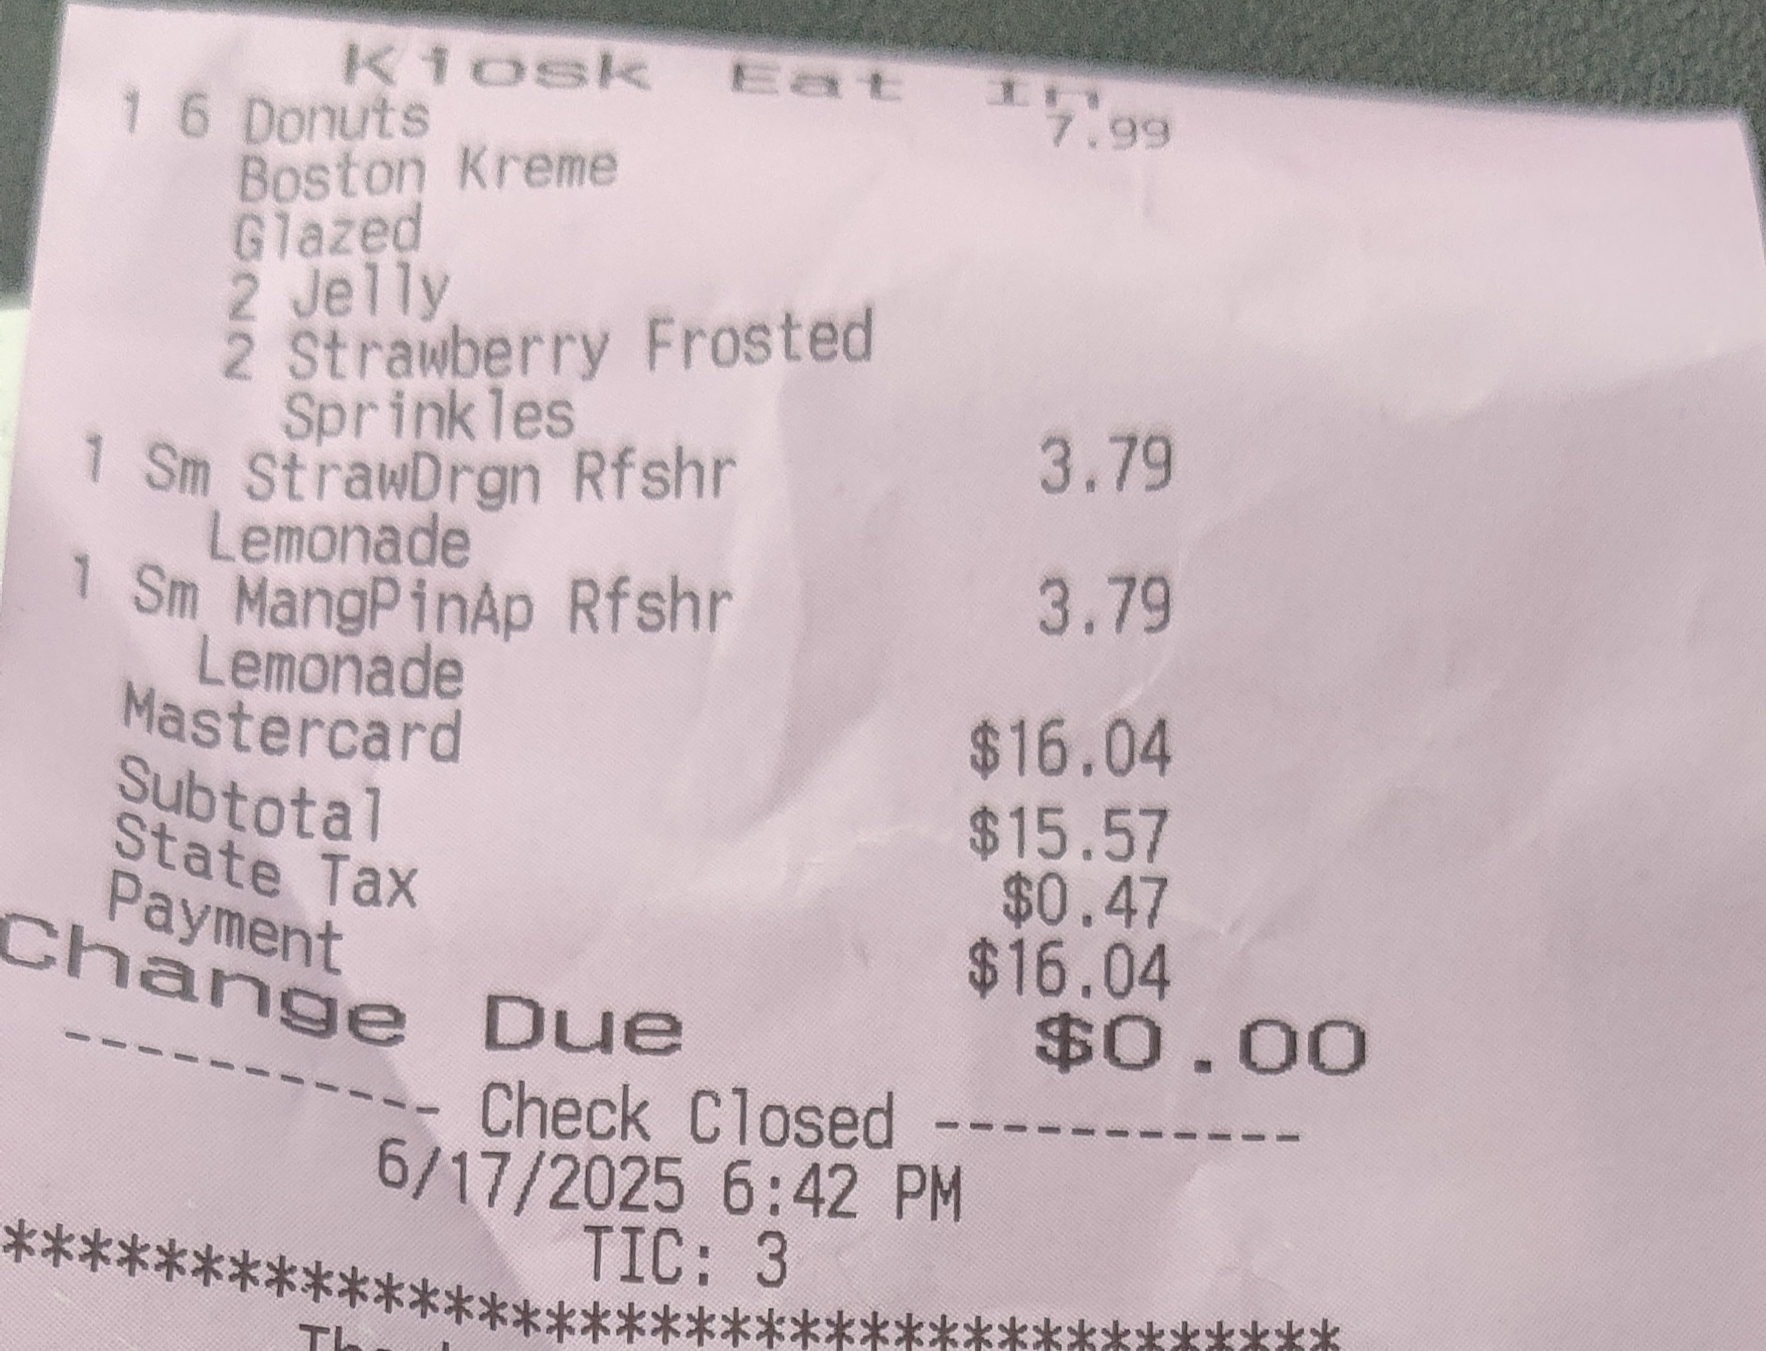 Kiosk Eat In
1 6 Donuts 7.99
Boston Kreme
Glazed
2 Jelly
2 Strawberry Frosted
Sprinkles
1 Sm StrawDrgn Rfshr 3.79
Lemonade
1 Sm MangPinAp Rfshr 3.79
Lemonade
Mastercard $16.04
Subtotal $15.57
State Tax $0.47
Payment $16.04
Change Due $0.00
----------- Check Closed -----------
6/17/2025 6:42 PM
TIC: 3
**************************************